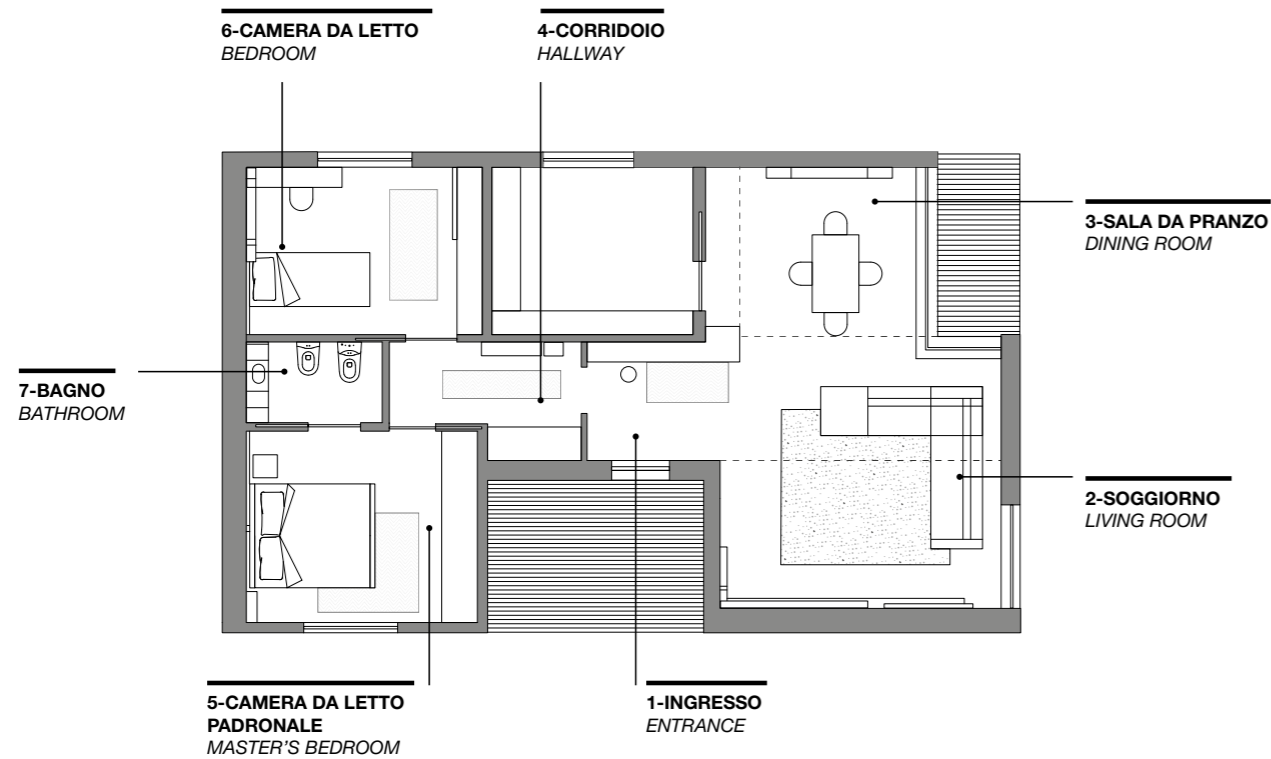 6-CAMERA DA LETTO
BEDROOM
4-CORRIDOIO
HALLWAY
3-SALA DA PRANZO
DINING ROOM
7-BAGNO
BATHROOM
2-SOGGIORNO
LIVING ROOM
5-CAMERA DA LETTO
PADRONALE
MASTER'S BEDROOM
1-INGRESSO
ENTRANCE